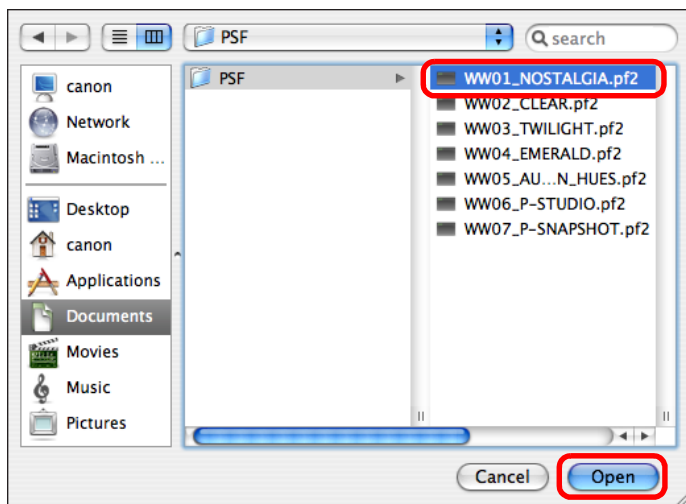 PSF
search
canon
Network
Macintosh ...
Desktop
canon
Applications
Documents
Movies
Music
Pictures
PSF
WW01_NOSTALGIA.pf2
WW02_CLEAR.pf2
WW03_TWILIGHT.pf2
WW04_EMERALD.pf2
WW05_AU...N_HUES.pf2
WW06_P-STUDIO.pf2
WW07_P-SNAPSHOT.pf2
Cancel
Open